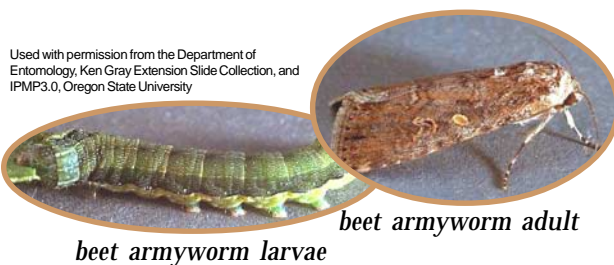 Used with permission from the Department of
Entomology, Ken Gray Extension Slide Collection, and
IPMP3.0, Oregon State University
beet armyworm adult
beet armyworm larvae